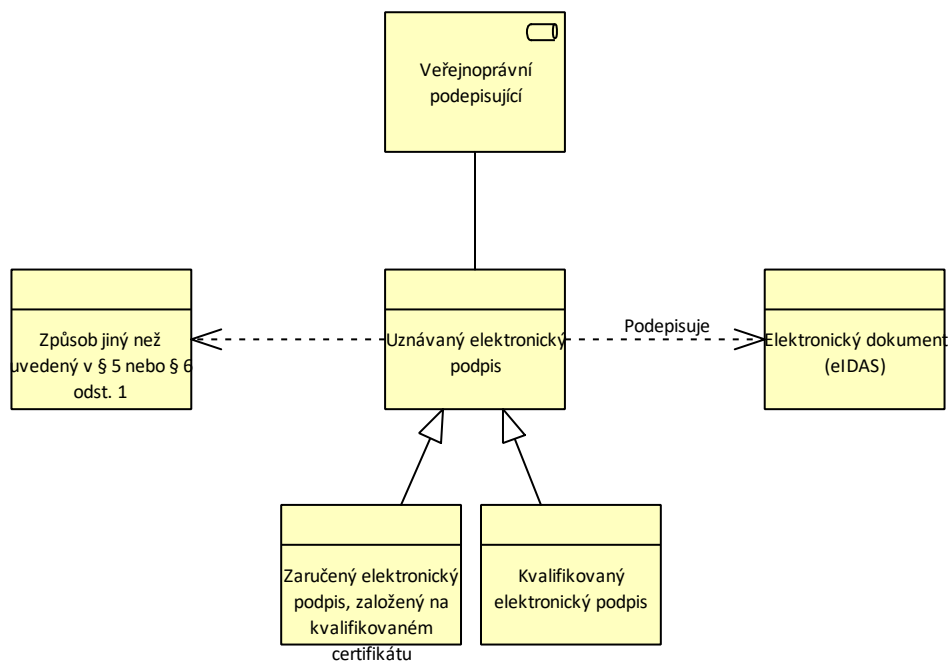 Veřejnoprávní
podepisující
Způsob jiný než
uvedený v § 5 nebo § 6
odst. 1
Uznávaný elektronický
podpis
Podepisuje
Elektronický dokument
(eIDAS)
Zaručený elektronický
podpis, založený na
kvalifikovaném
certifikátu
Kvalifikovaný
elektronický podpis